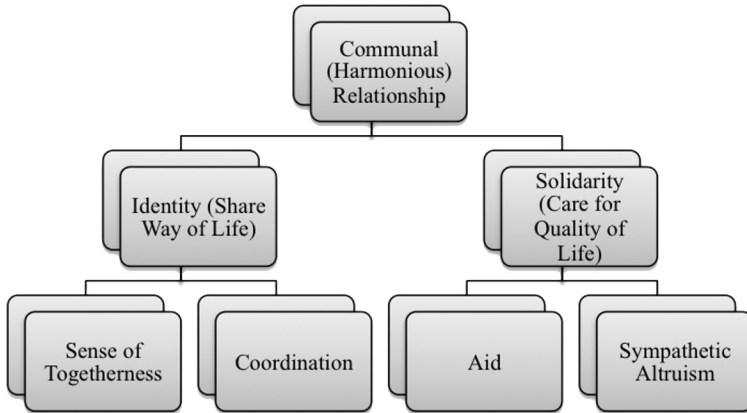 Communal
(Harmonious)
Relationship
Identity (Share
Way of Life)
Solidarity
(Care for
Quality of
Life)
Sense of
Togetherness
Coordination
Aid
Sympathetic
Altruism